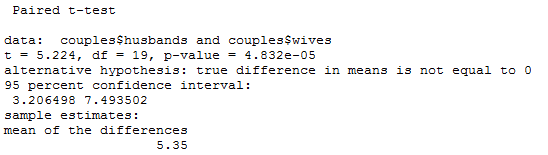 Paired t-test
data:  couples$husbands and couples$wives
t = 5.224, df = 19, p-value = 4.832e-05
alternative hypothesis: true difference in means is not equal to 0
95 percent confidence interval:
 3.206498 7.493502
sample estimates:
mean of the differences
5.35